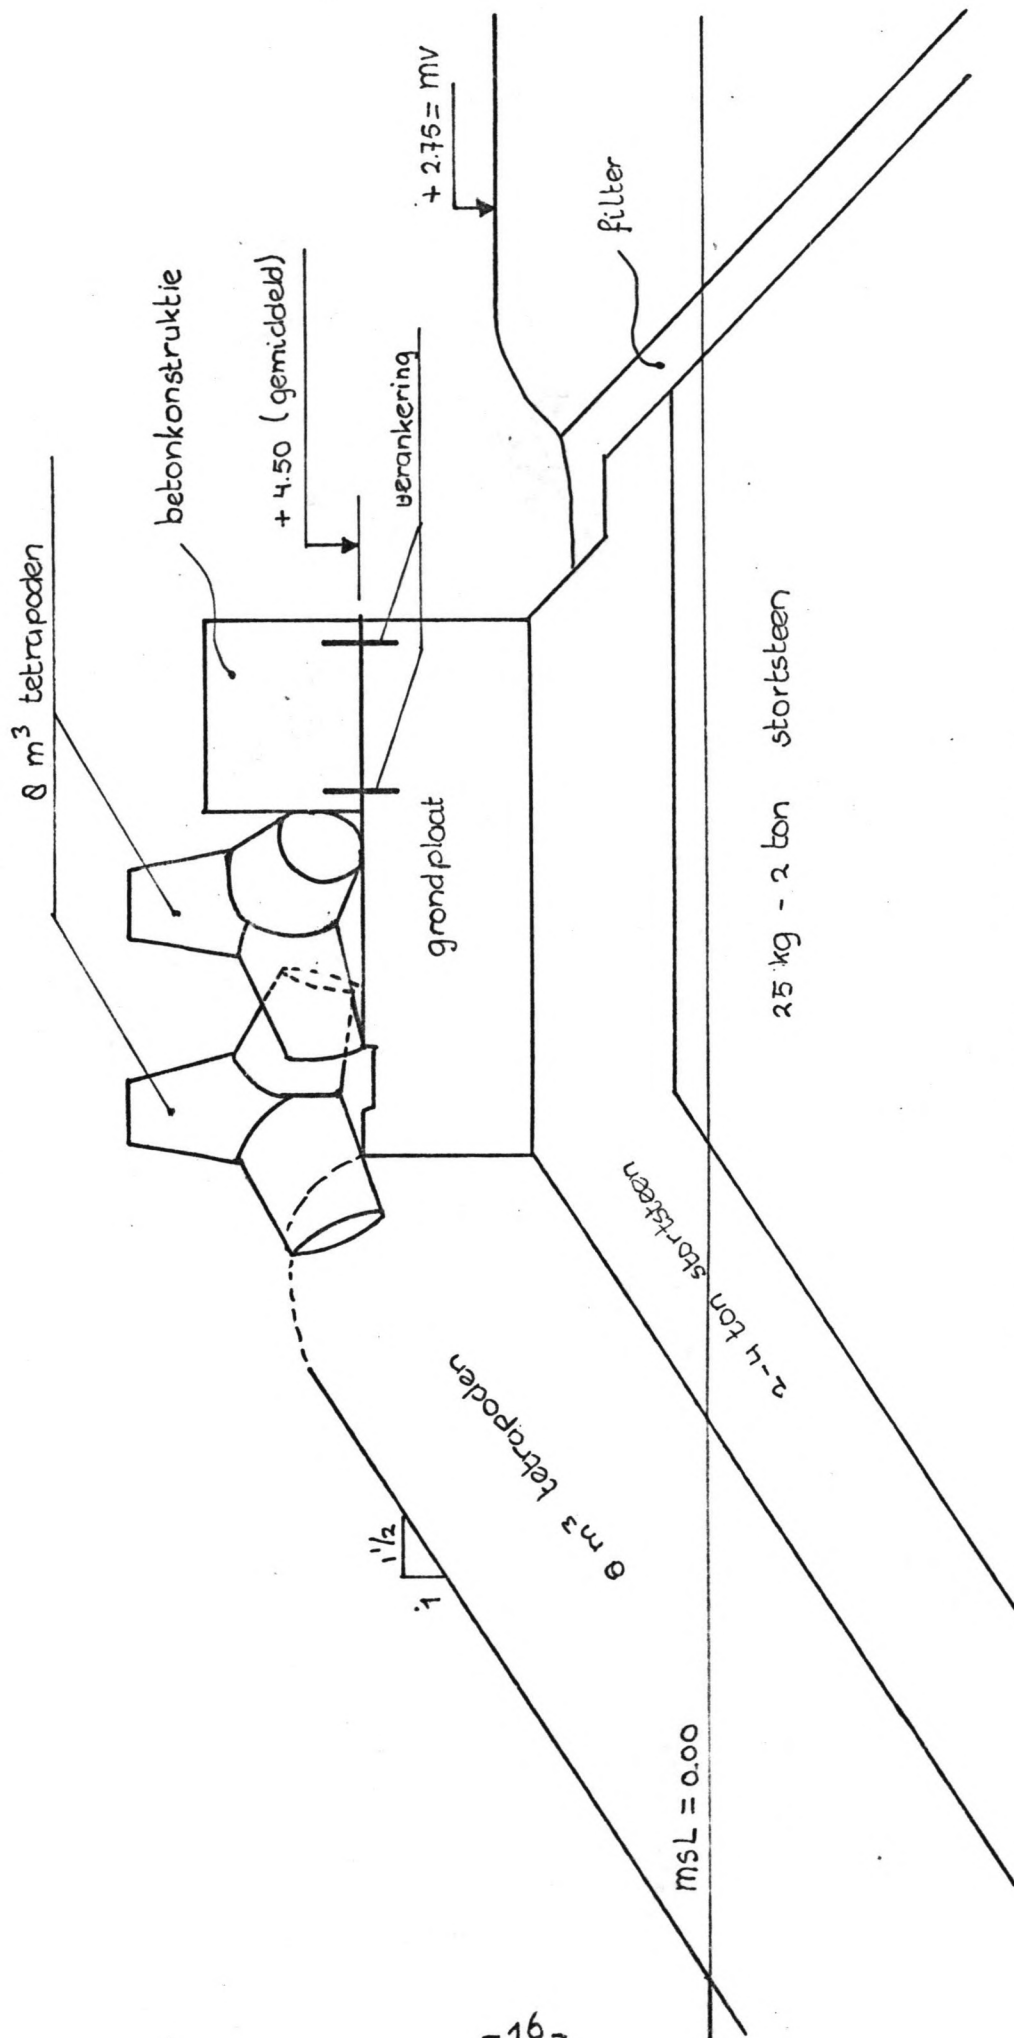 8 m³ tetrapoden
betonkonstruktie
+ 4.50 (gemiddeld)
verankering
+ 2.75 = mv
filter
grondplaat
1½
1
8 m³ tetrapoden
2-4 ton stortsteen
25 kg - 2 ton stortsteen
MSL = 0.00
-16-